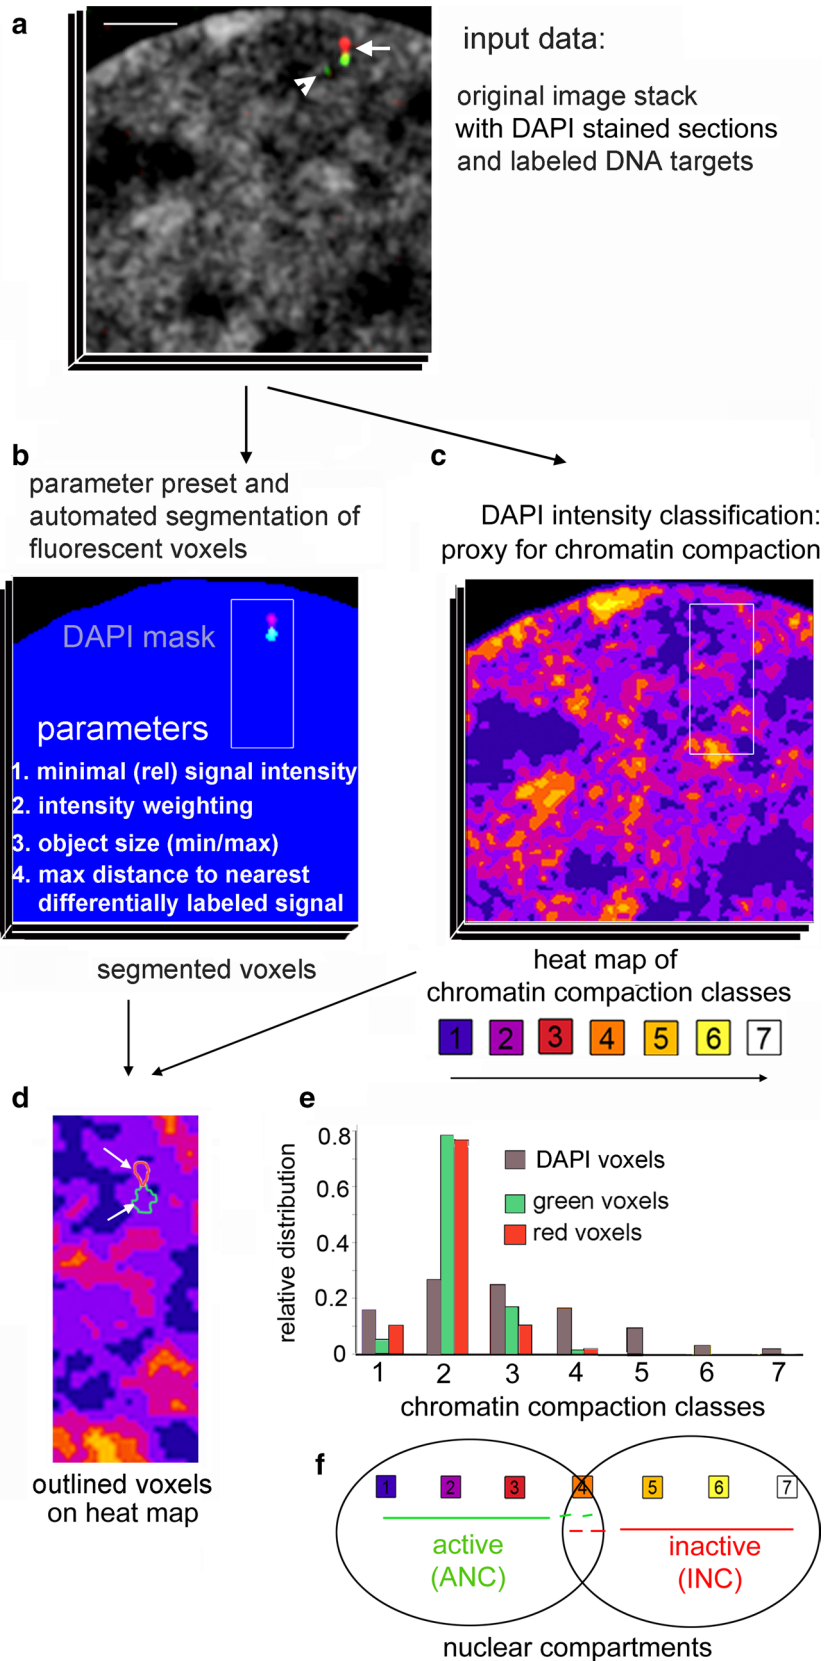 a
input data:
original image stack
with DAPI stained sections
and labeled DNA targets
b
parameter preset and
automated segmentation of
fluorescent voxels
c
DAPI intensity classification:
proxy for chromatin compaction
DAPI mask
parameters
1. minimal (rel) signal intensity
2. intensity weighting
3. object size (min/max)
4. max distance to nearest
differentially labeled signal
segmented voxels
heat map of
chromatin compaction classes
1 2 3 4 5 6 7
d
outlined voxels
on heat map
e
relative distribution
0.8
0.6
0.4
0.2
0
DAPI voxels
green voxels
red voxels
1 2 3 4 5 6 7
chromatin compaction classes
f
1 2 3 4 5 6 7
active
(ANC)
inactive
(INC)
nuclear compartments